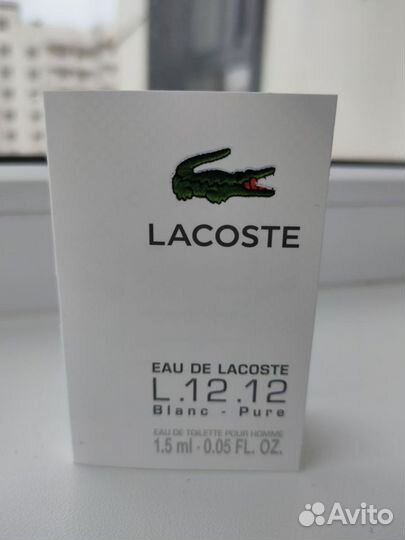 LACOSTE
EAU DE LACOSTE
L.12.12
Blanc - Pure
EAU DE TOILETTE POUR HOMME
1.5 ml - 0.05 FL. OZ.
Avito